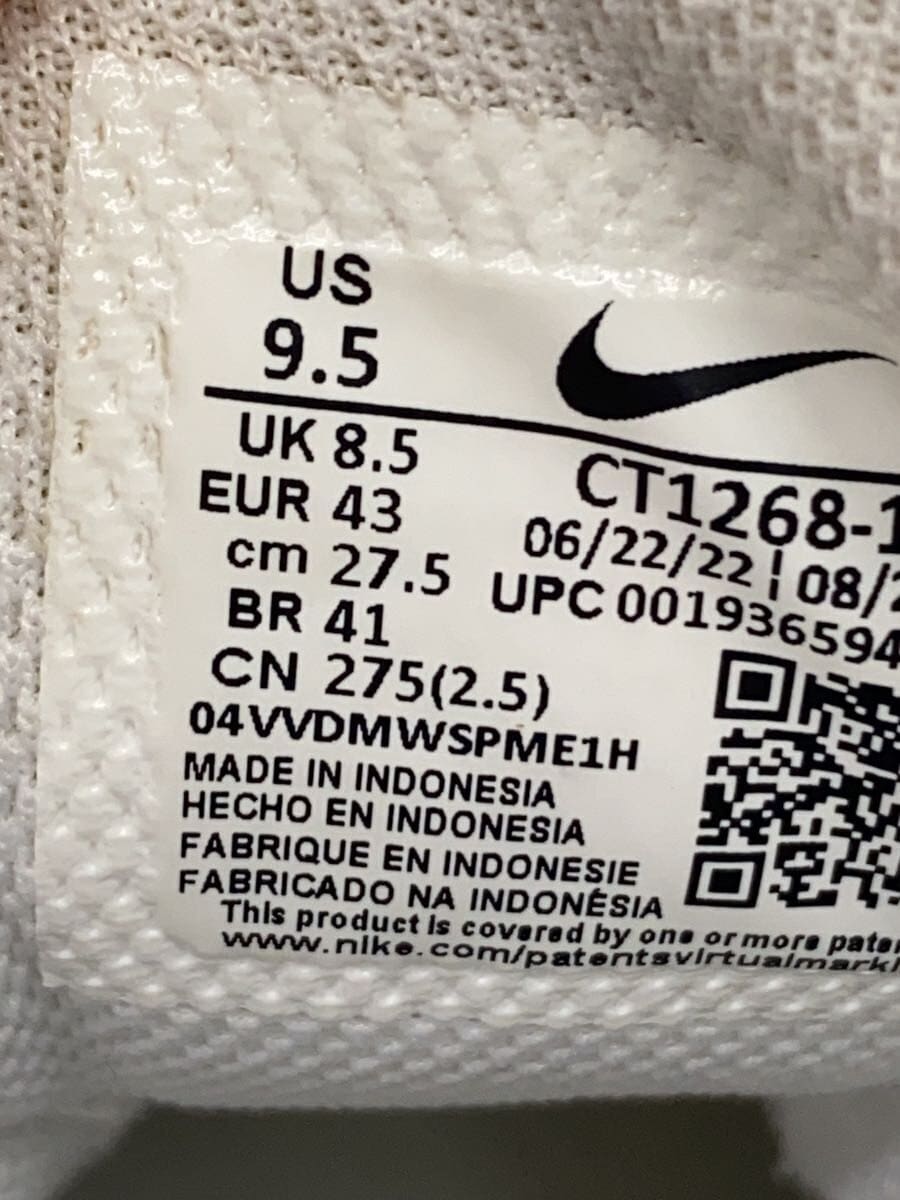 US
9.5
UK 8.5
EUR 43
cm 27.5
BR 41
CN 275(2.5)
CT1268-1
06/22/22 | 08/2
UPC 001936594
04VVDMWSPME1H
MADE IN INDONESIA
HECHO EN INDONESIA
FABRIQUE EN INDONESIE
FABRICADO NA INDONÉSIA
This product is covered by one or more
www.nike.com/patentsvirtualmark